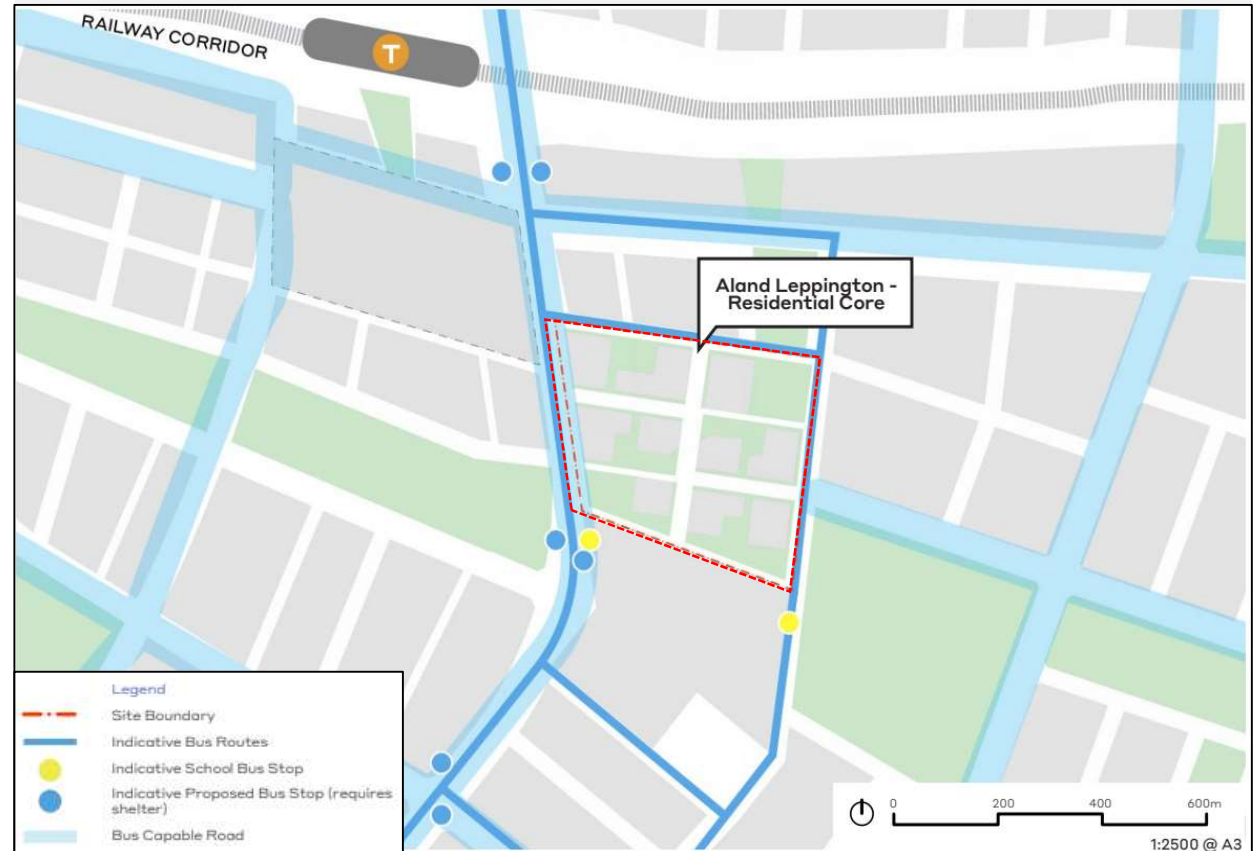 RAILWAY CORRIDOR
T
Aland Leppington -
Residential Core
Legend
Site Boundary
Indicative Bus Routes
Indicative School Bus Stop
Indicative Proposed Bus Stop (requires
shelter)
Bus Capable Road
0 200 400 600m
1:2500 @ A3